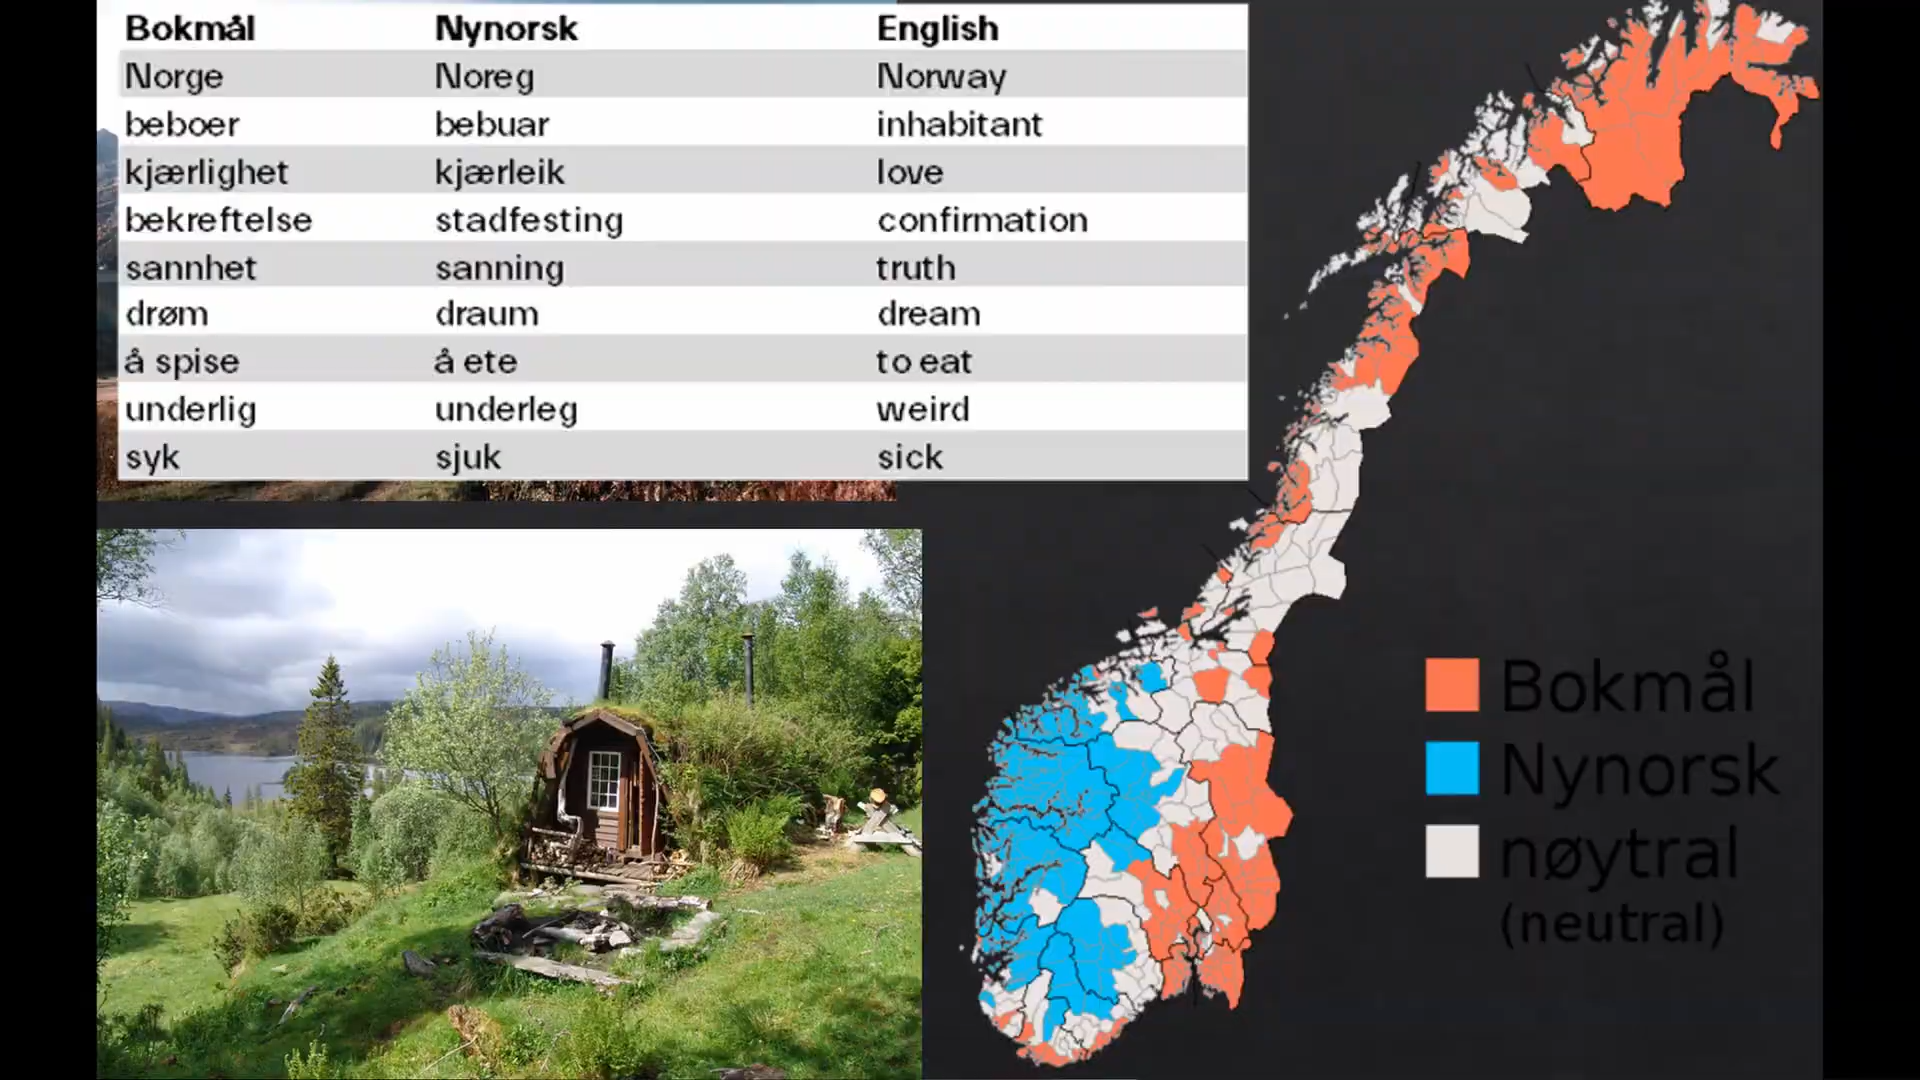 Bokmål Nynorsk English
Norge Noreg Norway
beboer bebuar inhabitant
kjærlighet kjærleik love
bekreftelse stadfesting confirmation
sannhet sanning truth
drøm draum dream
å spise å ete to eat
underlig underleg weird
syk sjuk sick
Bokmål
Nynorsk
nøytral
(neutral)